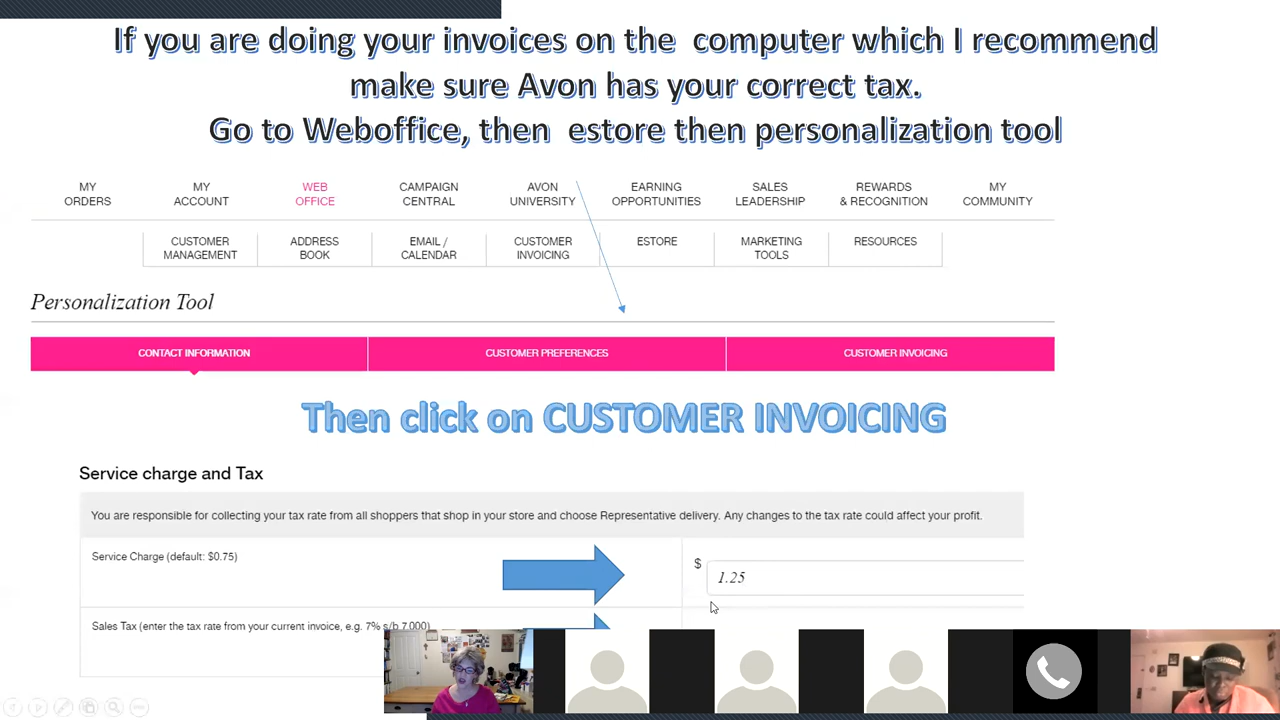 If you are doing your invoices on the  computer which I recommend
make sure Avon has your correct tax.
Go to Weboffice, then  estore then personalization tool
MY ORDERS
MY ACCOUNT
WEB OFFICE
CAMPAIGN CENTRAL
AVON UNIVERSITY
EARNING OPPORTUNITIES
SALES LEADERSHIP
REWARDS & RECOGNITION
MY COMMUNITY
CUSTOMER MANAGEMENT
ADDRESS BOOK
EMAIL / CALENDAR
CUSTOMER INVOICING
ESTORE
MARKETING TOOLS
RESOURCES
Personalization Tool
CONTACT INFORMATION
CUSTOMER PREFERENCES
CUSTOMER INVOICING
Then click on CUSTOMER INVOICING
Service charge and Tax
You are responsible for collecting your tax rate from all shoppers that shop in your store and choose Representative delivery. Any changes to the tax rate could affect your profit.
Service Charge (default: $0.75)
$ 1.25
Sales Tax (enter the tax rate from your current invoice, e.g. 7% s/b 7.000)